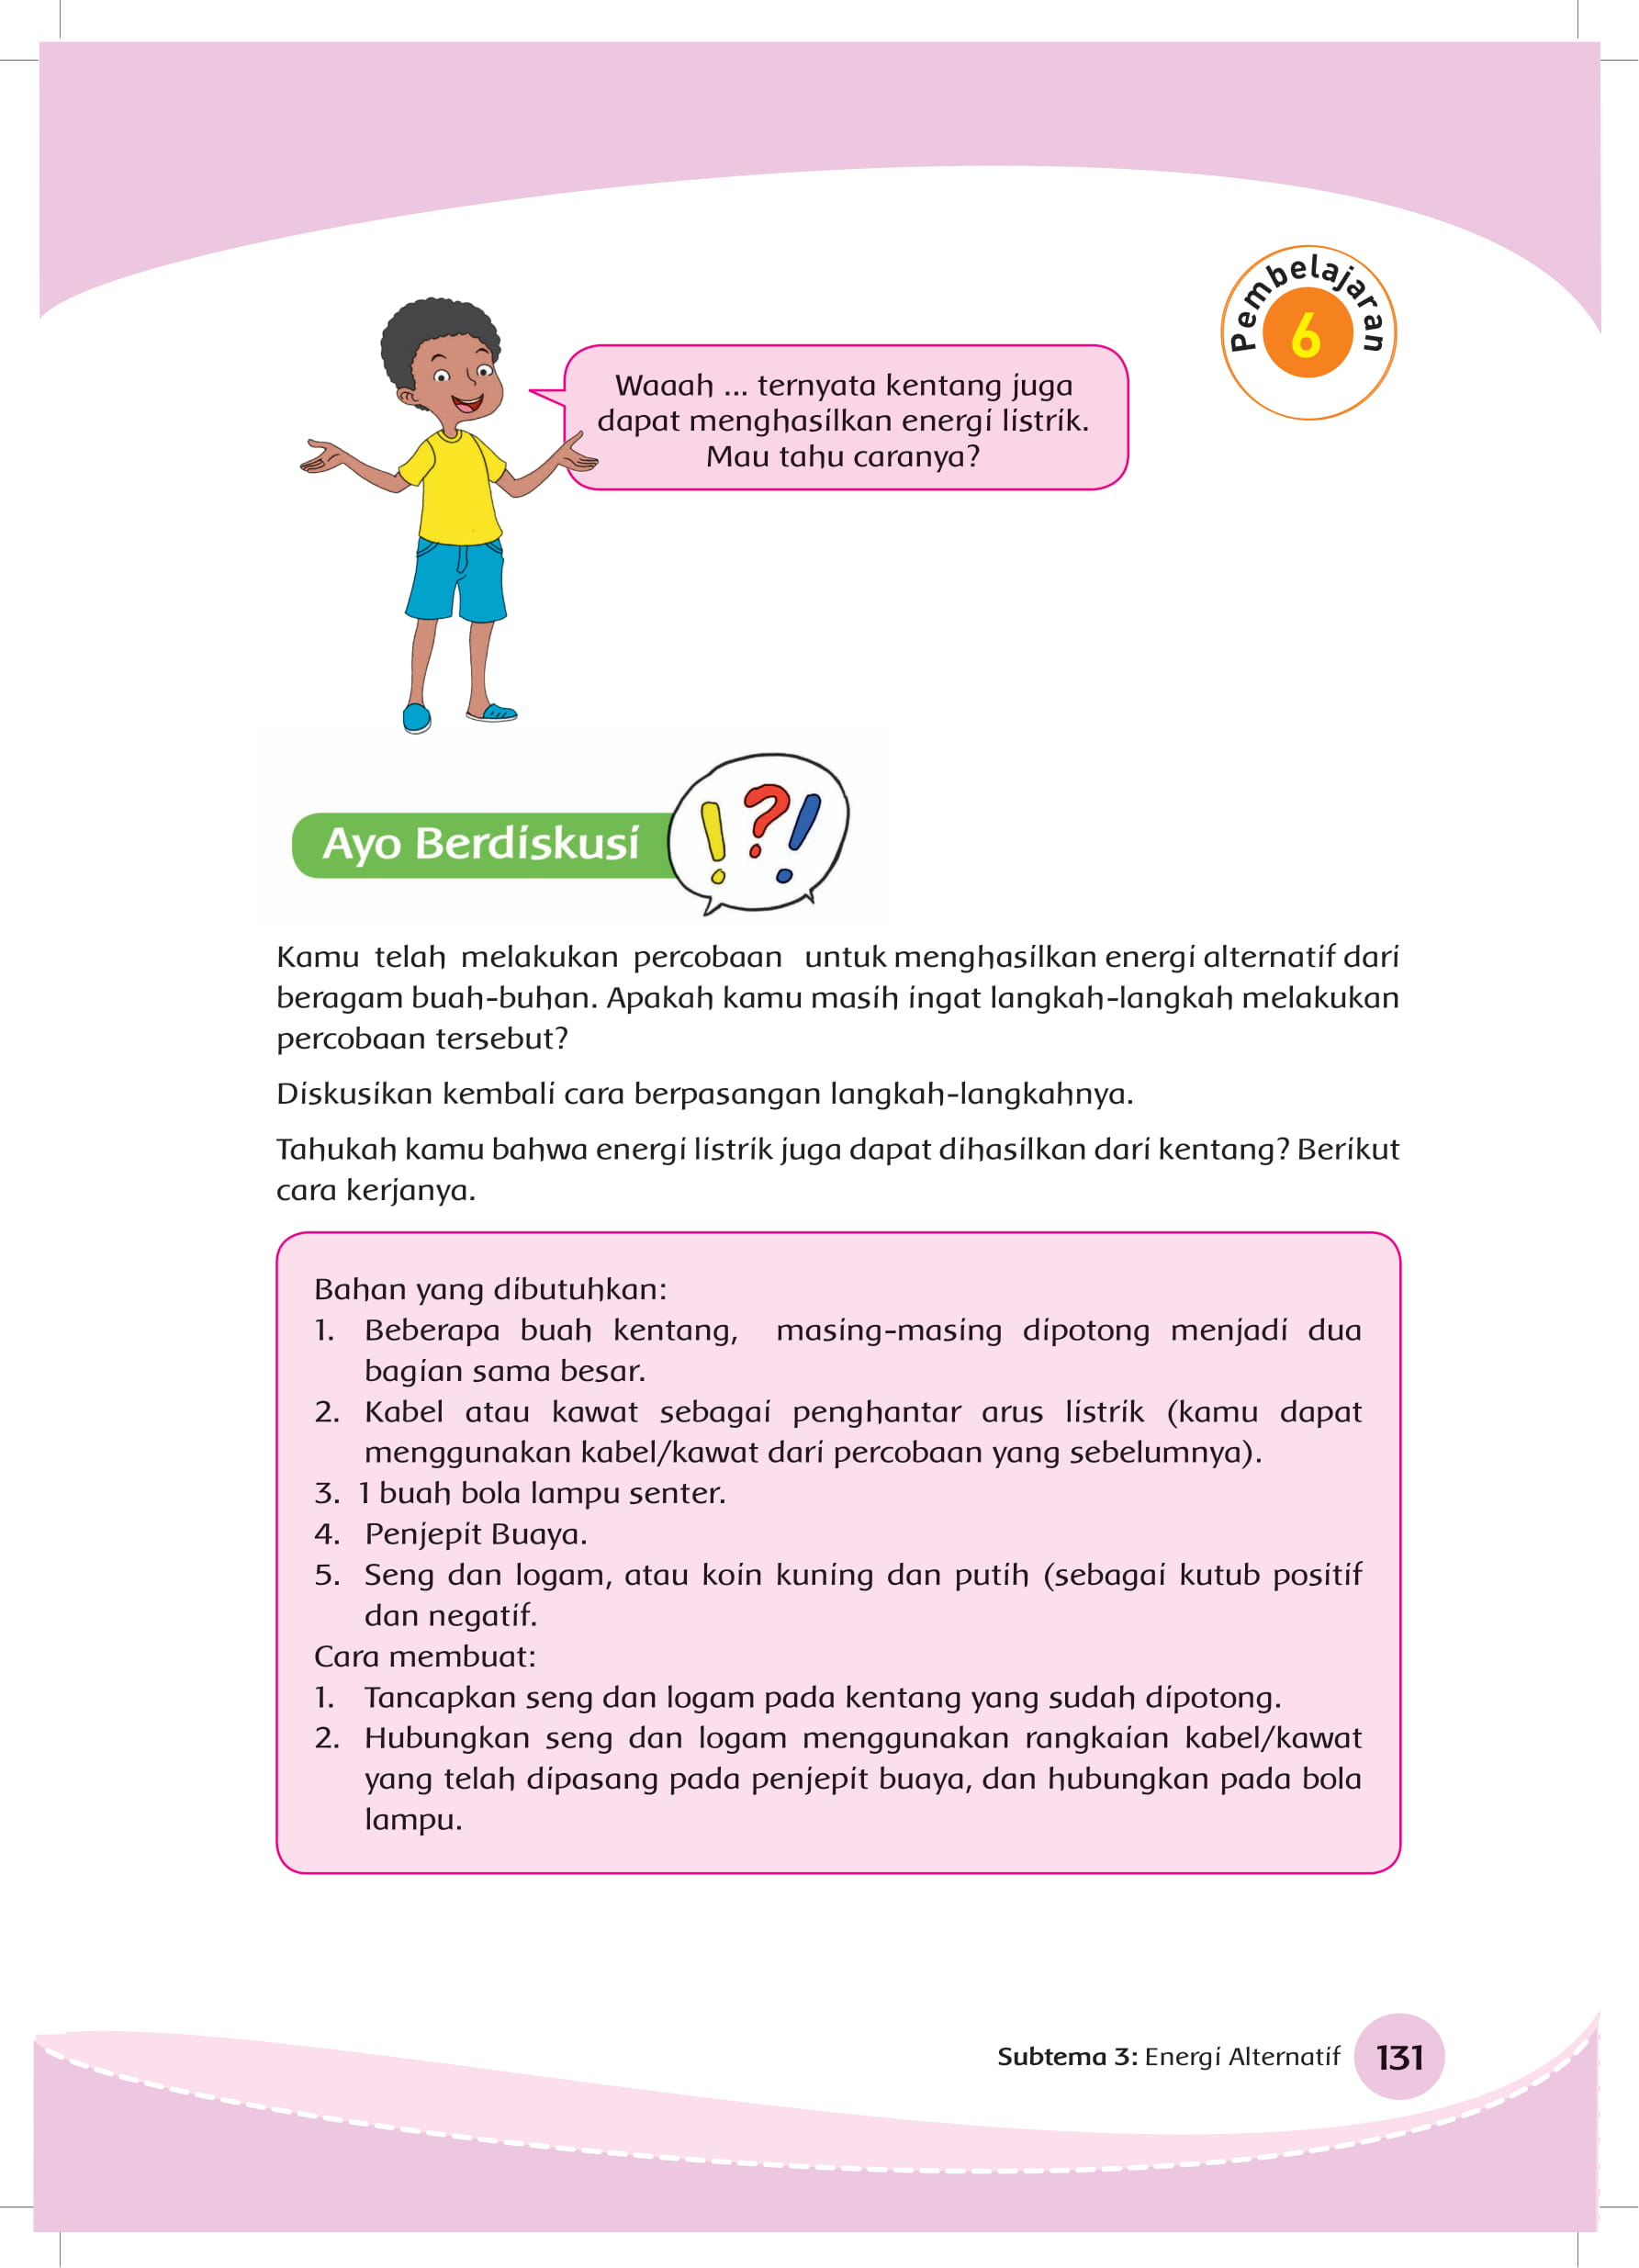 Pembelajaran
6
Waaah ... ternyata kentang juga
dapat menghasilkan energi listrik.
Mau tahu caranya?
Ayo Berdiskusi
!?!
Kamu telah melakukan percobaan untuk menghasilkan energi alternatif dari
beragam buah-buhan. Apakah kamu masih ingat langkah-langkah melakukan
percobaan tersebut?
Diskusikan kembali cara berpasangan langkah-langkahnya.
Tahukah kamu bahwa energi listrik juga dapat dihasilkan dari kentang? Berikut
cara kerjanya.
Bahan yang dibutuhkan:
1. Beberapa buah kentang, masing-masing dipotong menjadi dua
bagian sama besar.
2. Kabel atau kawat sebagai penghantar arus listrik (kamu dapat
menggunakan kabel/kawat dari percobaan yang sebelumnya).
3. 1 buah bola lampu senter.
4. Penjepit Buaya.
5. Seng dan logam, atau koin kuning dan putih (sebagai kutub positif
dan negatif.
Cara membuat:
1. Tancapkan seng dan logam pada kentang yang sudah dipotong.
2. Hubungkan seng dan logam menggunakan rangkaian kabel/kawat
yang telah dipasang pada penjepit buaya, dan hubungkan pada bola
lampu.
Subtema 3: Energi Alternatif 131